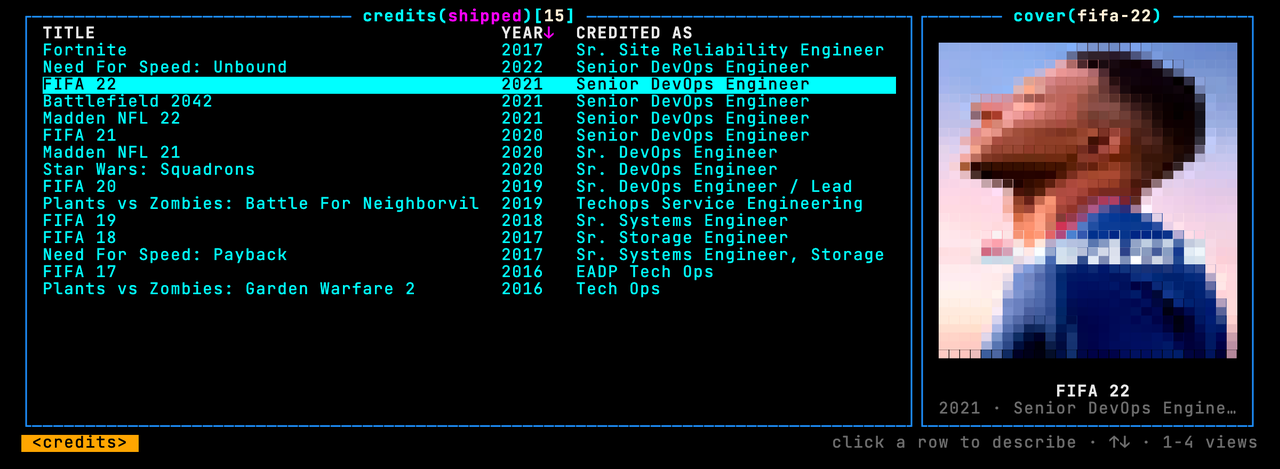 credits(shipped)[15]
TITLE YEAR↓ CREDITED AS
Fortnite 2017 Sr. Site Reliability Engineer
Need For Speed: Unbound 2022 Senior DevOps Engineer
FIFA 22 2021 Senior DevOps Engineer
Battlefield 2042 2021 Senior DevOps Engineer
Madden NFL 22 2021 Senior DevOps Engineer
FIFA 21 2020 Senior DevOps Engineer
Madden NFL 21 2020 Sr. DevOps Engineer
Star Wars: Squadrons 2020 Sr. DevOps Engineer
FIFA 20 2019 Sr. DevOps Engineer / Lead
Plants vs Zombies: Battle For Neighborvil 2019 Techops Service Engineering
FIFA 19 2018 Sr. Systems Engineer
FIFA 18 2017 Sr. Storage Engineer
Need For Speed: Payback 2017 Sr. Systems Engineer, Storage
FIFA 17 2016 EADP Tech Ops
Plants vs Zombies: Garden Warfare 2 2016 Tech Ops
cover(fifa-22)
FIFA 22
2021 · Senior DevOps Engine…
<credits>
click a row to describe · ↑↓ · 1-4 views